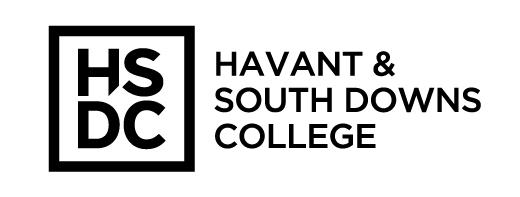 HS
DC
HAVANT &
SOUTH DOWNS
COLLEGE